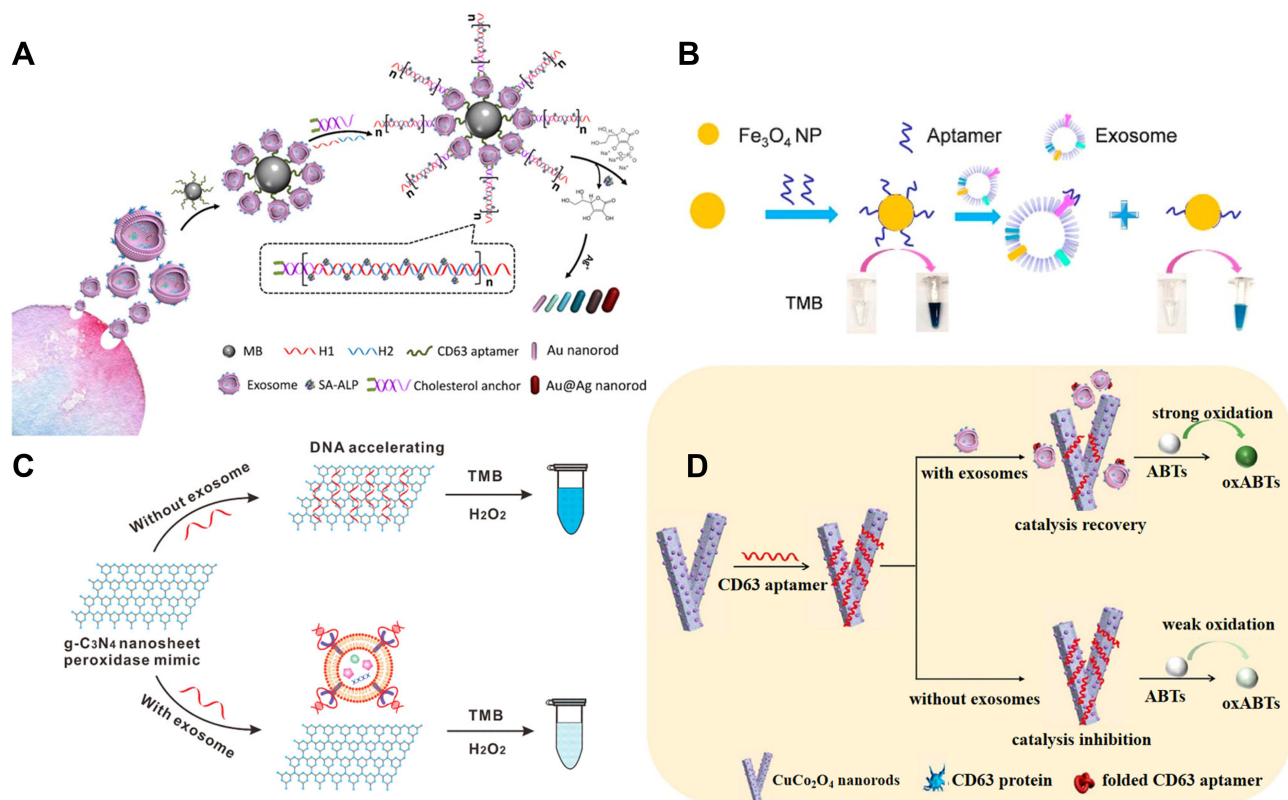 A
n
n
n
n
n
n
n
n
Ag⁺
n
MB
H1
H2
CD63 aptamer
Au nanorod
Exosome
SA-ALP
Cholesterol anchor
Au@Ag nanorod
B
Fe₃O₄ NP
Aptamer
Exosome
TMB
C
Without exosome
DNA accelerating
TMB
H₂O₂
g-C₃N₄ nanosheet
peroxidase mimic
With exosome
TMB
H₂O₂
D
CD63 aptamer
with exosomes
catalysis recovery
strong oxidation
ABTs
oxABTs
without exosomes
catalysis inhibition
weak oxidation
ABTs
oxABTs
CuCo₂O₄ nanorods
CD63 protein
folded CD63 aptamer